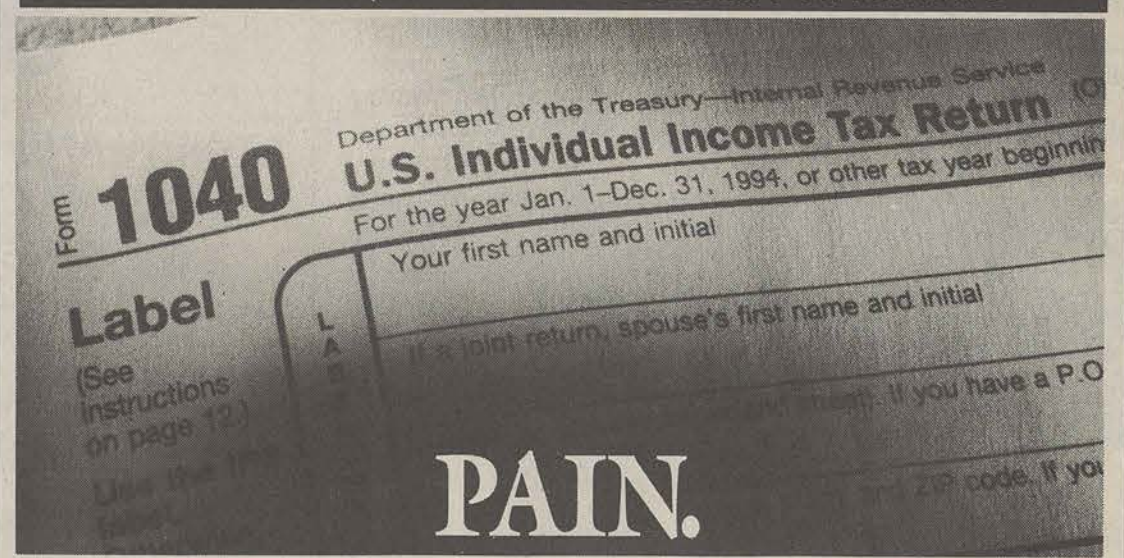 Department of the Treasury—Internal Revenue Service
Form 1040 U.S. Individual Income Tax Return
For the year Jan. 1–Dec. 31, 1994, or other tax year
Your first name and initial
Label
(See
instructions
on page 12.)
L
A
B
If a joint return, spouse's first name and initial
If you have a P.O
Use the
ZIP code. If you
PAIN.